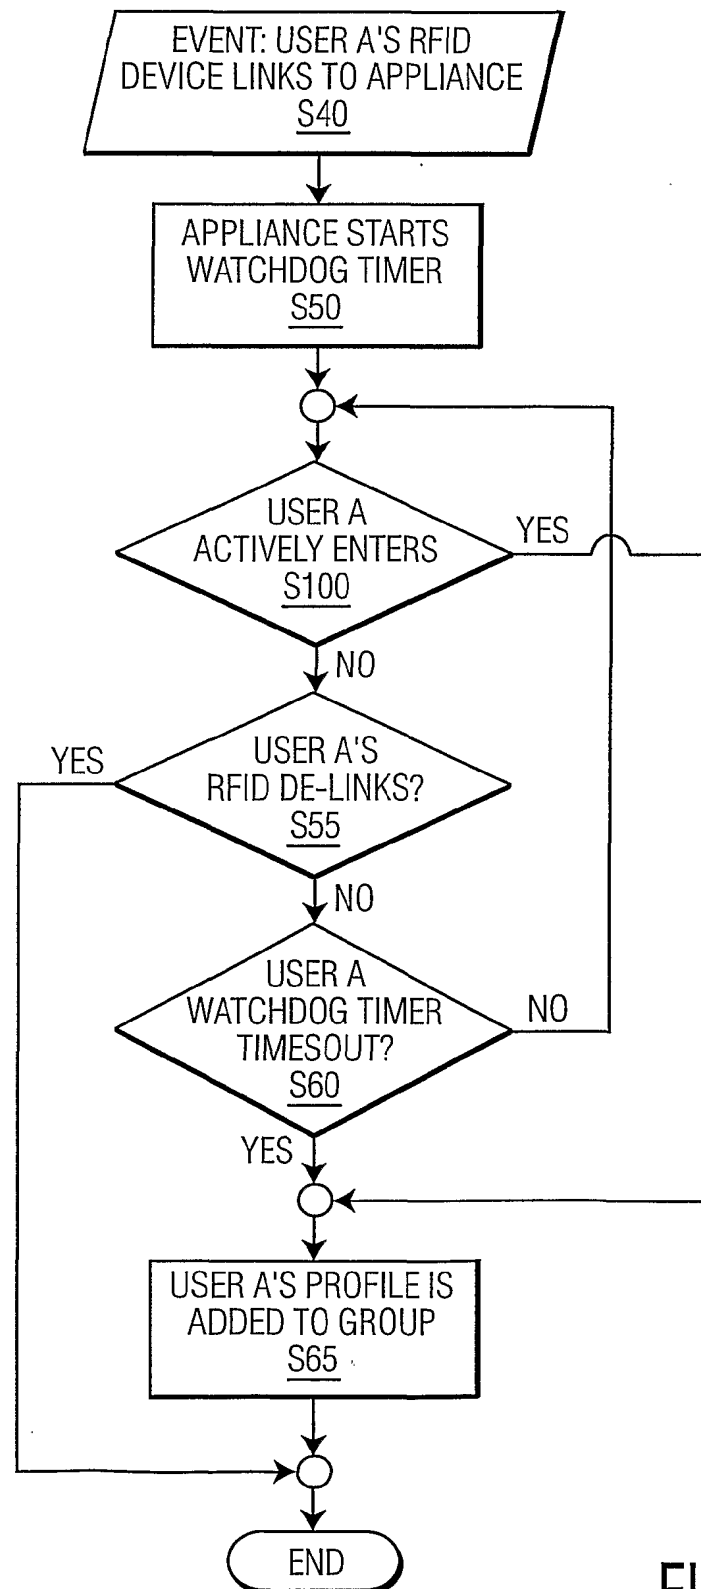 EVENT: USER A'S RFID
DEVICE LINKS TO APPLIANCE
S40
APPLIANCE STARTS
WATCHDOG TIMER
S50
USER A
ACTIVELY ENTERS
S100
YES
NO
USER A'S
RFID DE-LINKS?
S55
YES
NO
USER A
WATCHDOG TIMER
TIMESOUT?
S60
NO
YES
USER A'S PROFILE IS
ADDED TO GROUP
S65
END